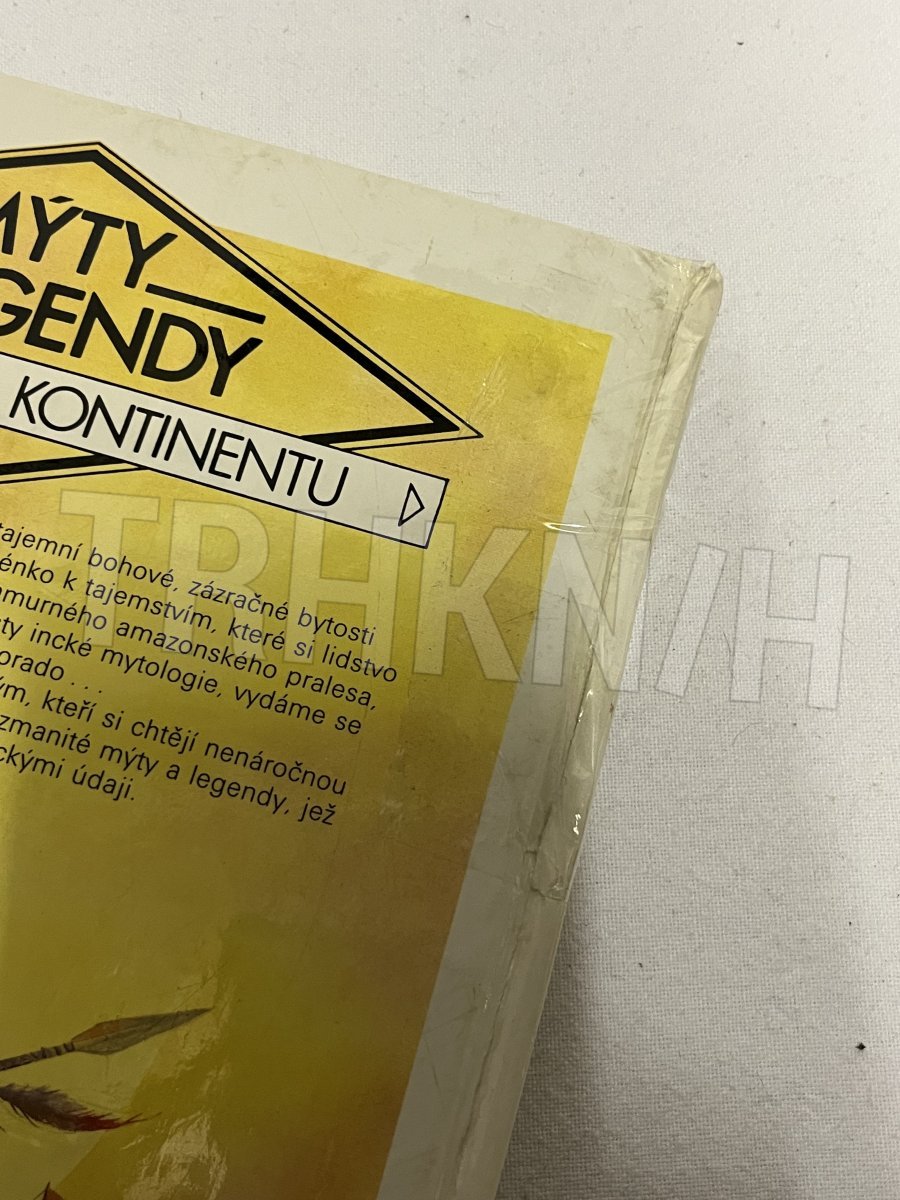 MÝTY
GENDY
KONTINENTU
tajemní bohové, zázračné bytosti
énko k tajemstvím, které si lidstvo
murného amazonského pralesa,
ty incké mytologie, vydáme se
orado...
ým, kteří si chtějí nenáročnou
zmanité mýty a legendy, jež
ckými údaji.
TRHKNIH